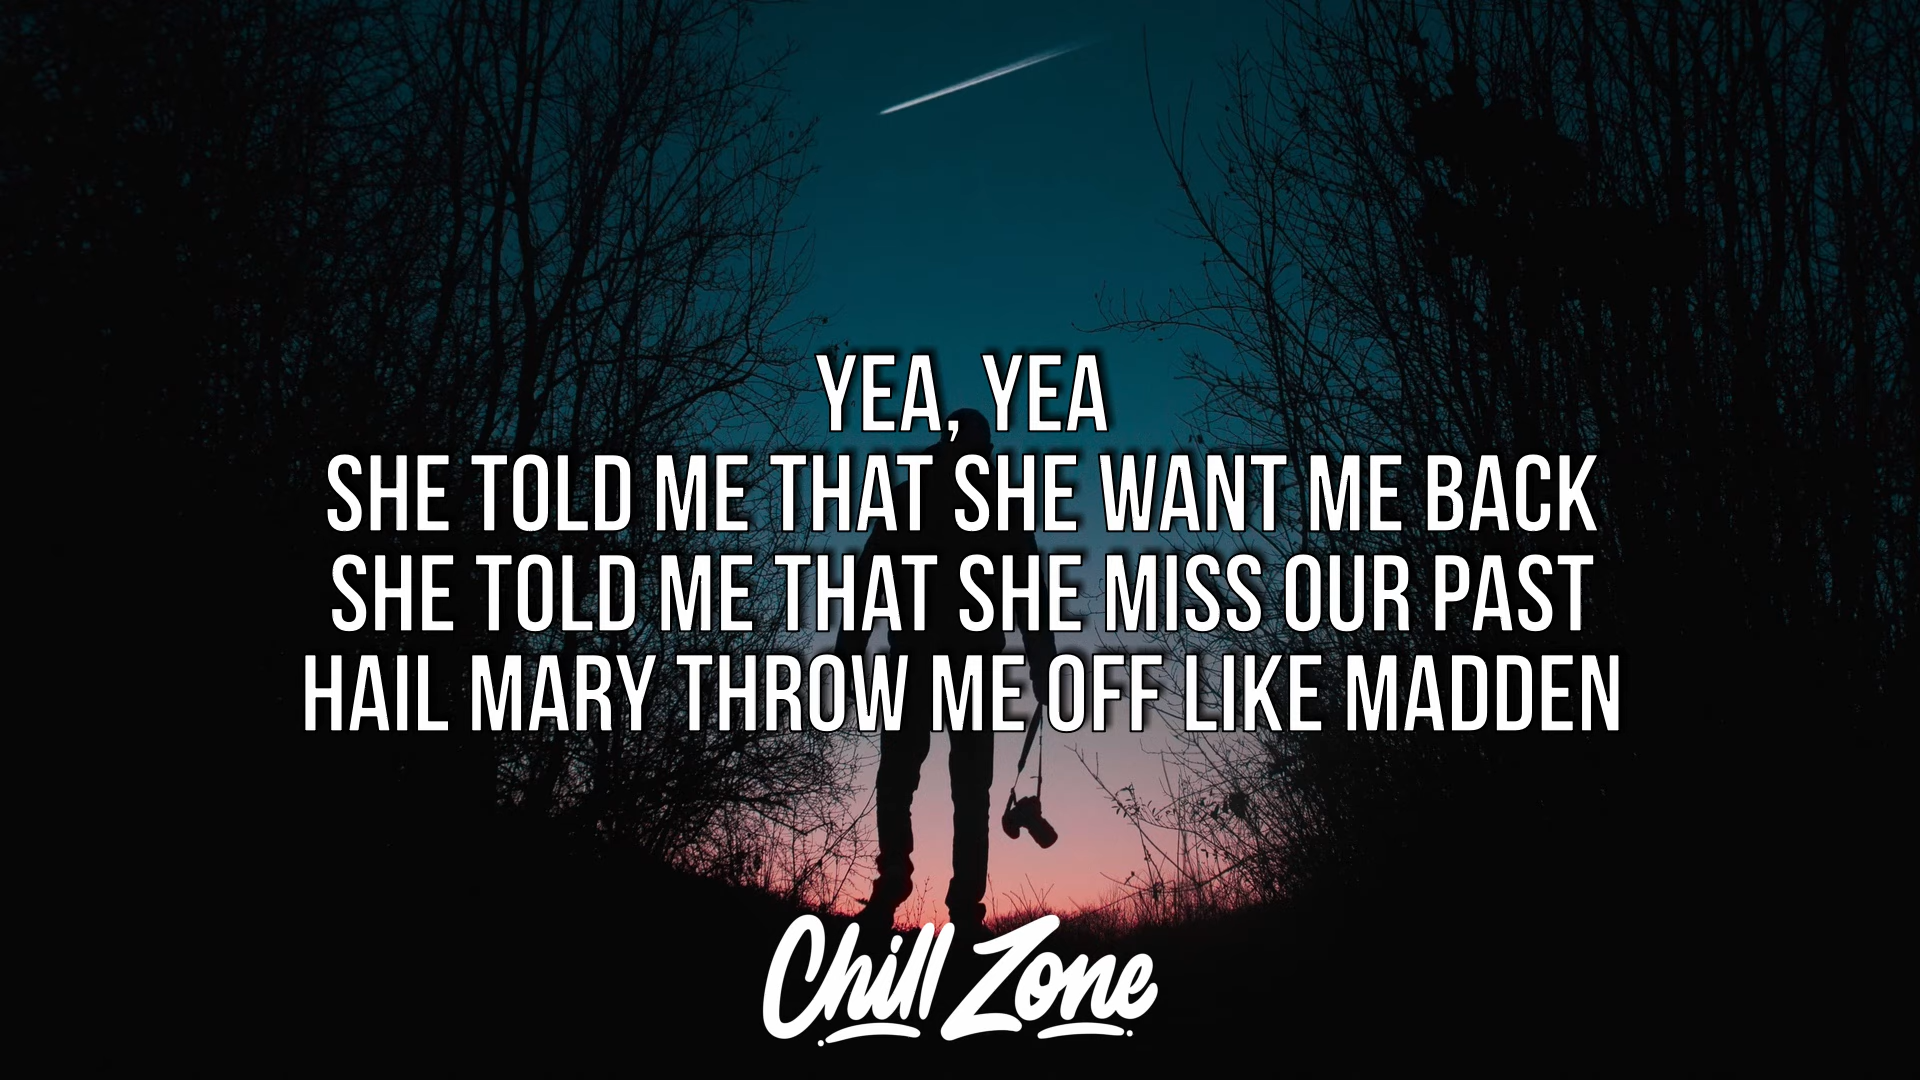 YEA, YEA
SHE TOLD ME THAT SHE WANT ME BACK
SHE TOLD ME THAT SHE MISS OUR PAST
HAIL MARY THROW ME OFF LIKE MADDEN
Chill Zone